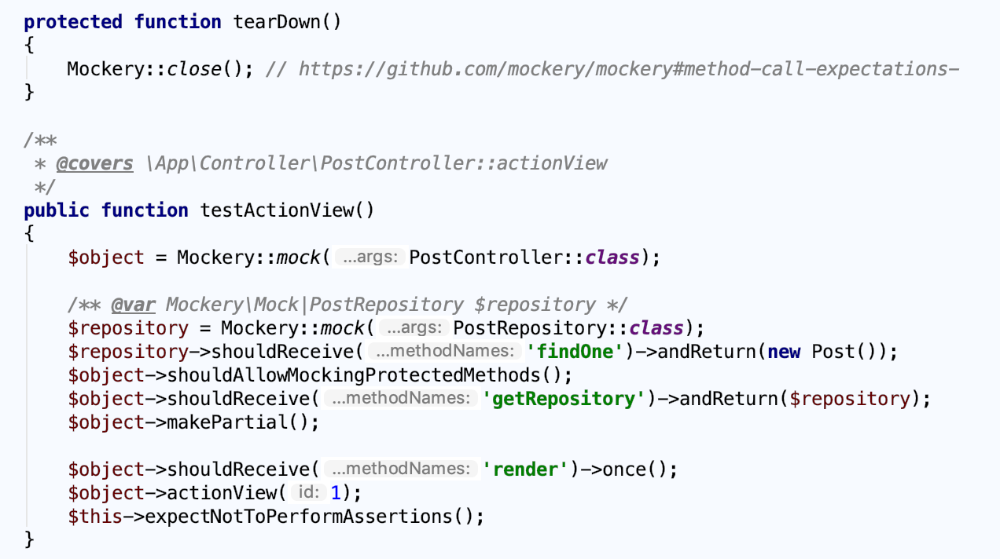 protected function tearDown()
{
    Mockery::close(); // https://github.com/mockery/mockery#method-call-expectations-
}

/**
 * @covers \App\Controller\PostController::actionView
 */
public function testActionView()
{
    $object = Mockery::mock( ...args: PostController::class);

    /** @var Mockery\Mock|PostRepository $repository */
    $repository = Mockery::mock( ...args: PostRepository::class);
    $repository->shouldReceive( ...methodNames: 'findOne')->andReturn(new Post());
    $object->shouldAllowMockingProtectedMethods();
    $object->shouldReceive( ...methodNames: 'getRepository')->andReturn($repository);
    $object->makePartial();

    $object->shouldReceive( ...methodNames: 'render')->once();
    $object->actionView( id: 1);
    $this->expectNotToPerformAssertions();
}